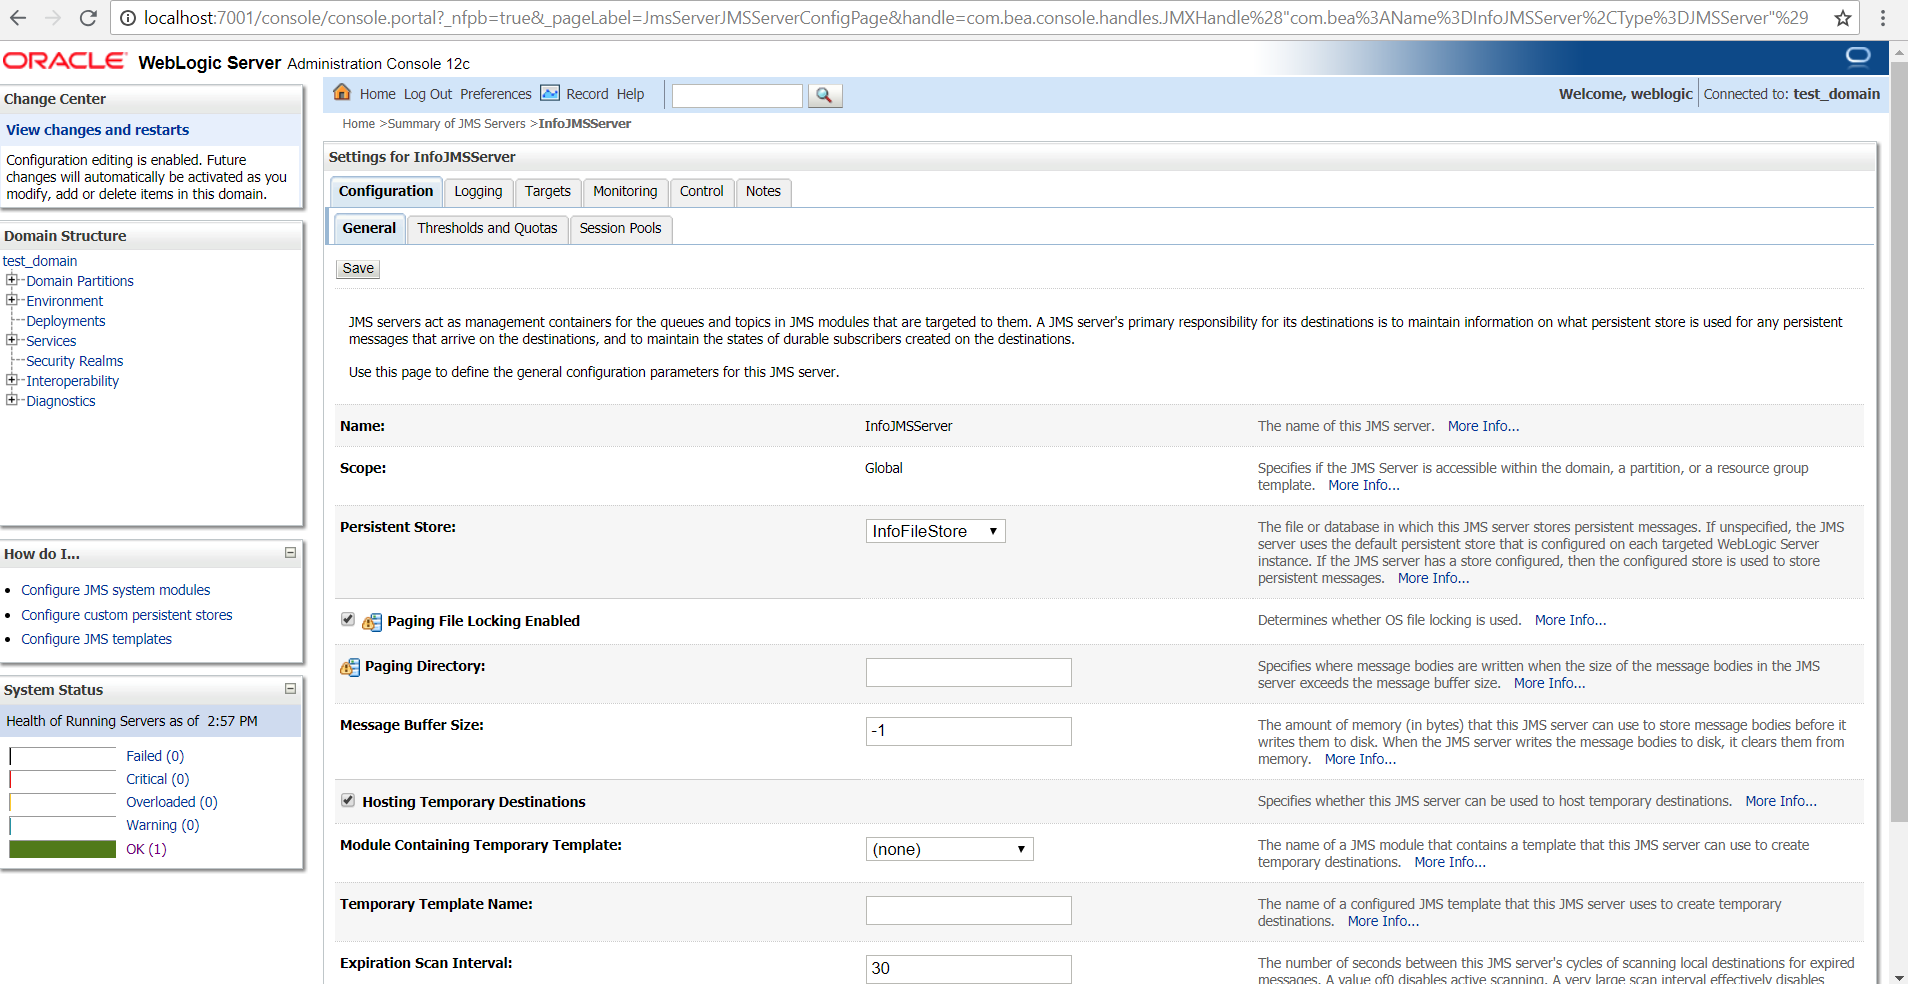 localhost:7001/console/console.portal?_nfpb=true&_pageLabel=JmsServerJMSServerConfigPage&handle=com.bea.console.handles.JMXHandle%28"com.bea%3AName%3DInfoJMSServer%2CType%3DJMSServer"%29
ORACLE WebLogic Server Administration Console 12c
Change Center
View changes and restarts
Configuration editing is enabled. Future
changes will automatically be activated as you
modify, add or delete items in this domain.
Domain Structure
test_domain
Domain Partitions
Environment
Deployments
Services
Security Realms
Interoperability
Diagnostics
How do I...
Configure JMS system modules
Configure custom persistent stores
Configure JMS templates
System Status
Health of Running Servers as of 2:57 PM
Failed (0)
Critical (0)
Overloaded (0)
Warning (0)
OK (1)
Home Log Out Preferences Record Help
Welcome, weblogic Connected to: test_domain
Home >Summary of JMS Servers >InfoJMSServer
Settings for InfoJMSServer
Configuration Logging Targets Monitoring Control Notes
General Thresholds and Quotas Session Pools
Save
JMS servers act as management containers for the queues and topics in JMS modules that are targeted to them. A JMS server's primary responsibility for its destinations is to maintain information on what persistent store is used for any persistent
messages that arrive on the destinations, and to maintain the states of durable subscribers created on the destinations.
Use this page to define the general configuration parameters for this JMS server.
Name: InfoJMSServer The name of this JMS server. More Info...
Scope: Global Specifies if the JMS Server is accessible within the domain, a partition, or a resource group
template. More Info...
Persistent Store: InfoFileStore The file or database in which this JMS server stores persistent messages. If unspecified, the JMS
server uses the default persistent store that is configured on each targeted WebLogic Server
instance. If the JMS server has a store configured, then the configured store is used to store
persistent messages. More Info...
Paging File Locking Enabled Determines whether OS file locking is used. More Info...
Paging Directory: Specifies where message bodies are written when the size of the message bodies in the JMS
server exceeds the message buffer size. More Info...
Message Buffer Size: -1 The amount of memory (in bytes) that this JMS server can use to store message bodies before it
writes them to disk. When the JMS server writes the message bodies to disk, it clears them from
memory. More Info...
Hosting Temporary Destinations Specifies whether this JMS server can be used to host temporary destinations. More Info...
Module Containing Temporary Template: (none) The name of a JMS module that contains a template that this JMS server can use to create
temporary destinations. More Info...
Temporary Template Name: The name of a configured JMS template that this JMS server uses to create temporary
destinations. More Info...
Expiration Scan Interval: 30 The number of seconds between this JMS server's cycles of scanning local destinations for expired
messages. A value of0 disables active scanning. A very large scan interval effectively disables